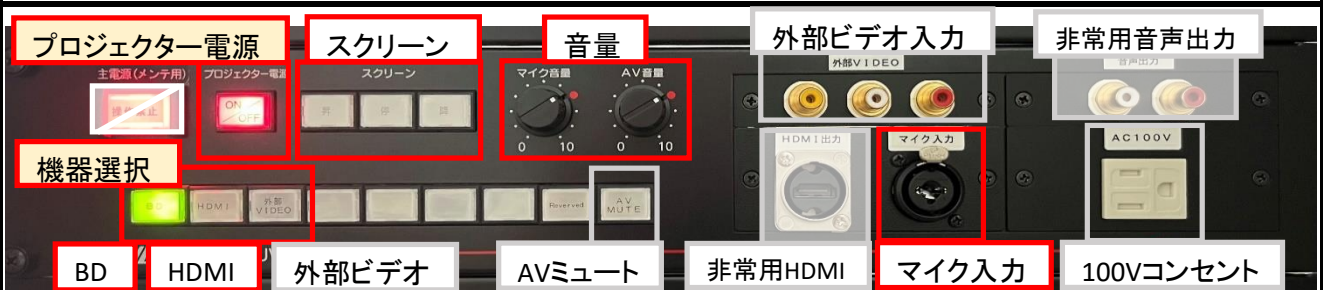 プロジェクター電源
スクリーン
音量
外部ビデオ入力
非常用音声出力
主電源(メンテ用)
プロジェクター電源
スクリーン
マイク音量
AV音量
外部VIDEO
音声出力
ON/OFF
昇
停
降
0
10
0
10
HDMI出力
マイク入力
AC100V
機器選択
BD
HDMI
外部
VIDEO
Reserved
AV
MUTE
BD
HDMI
外部ビデオ
AVミュート
非常用HDMI
マイク入力
100Vコンセント